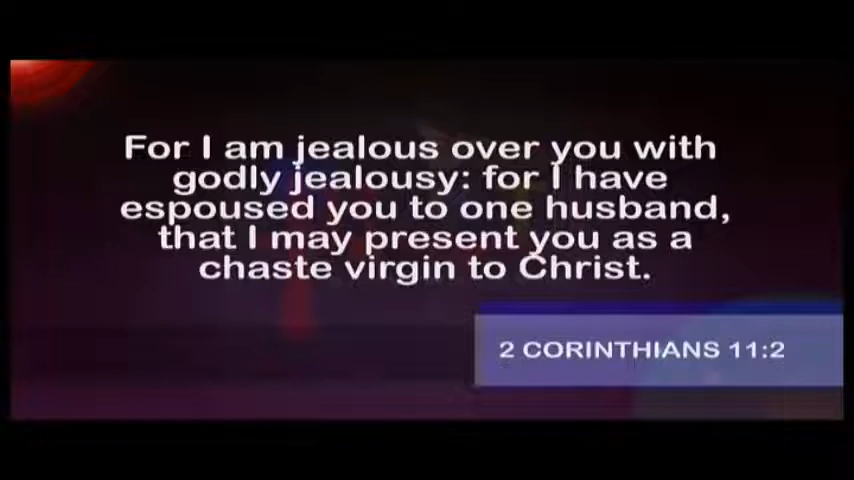 For I am jealous over you with
godly jealousy: for I have
espoused you to one husband,
that I may present you as a
chaste virgin to Christ.
2 CORINTHIANS 11:2